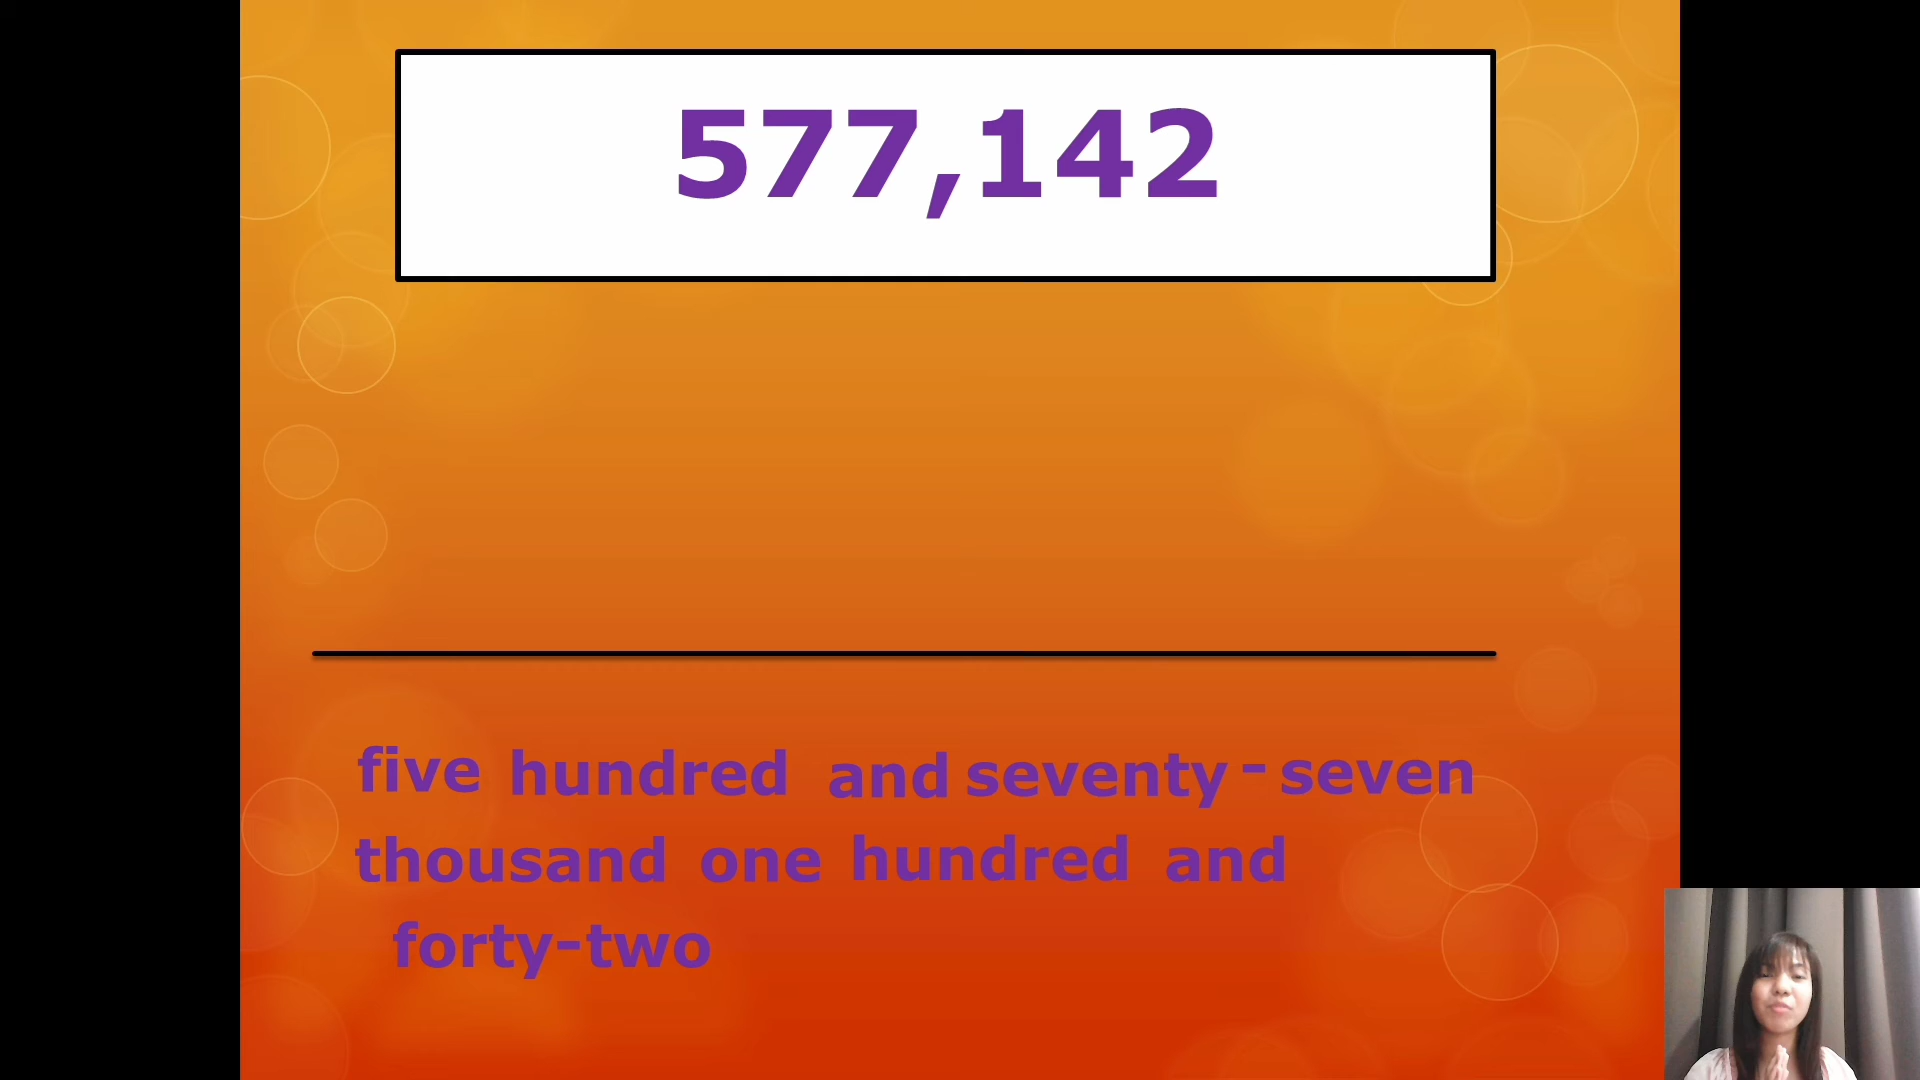 577,142
five hundred and seventy-seven
thousand one hundred and
forty-two